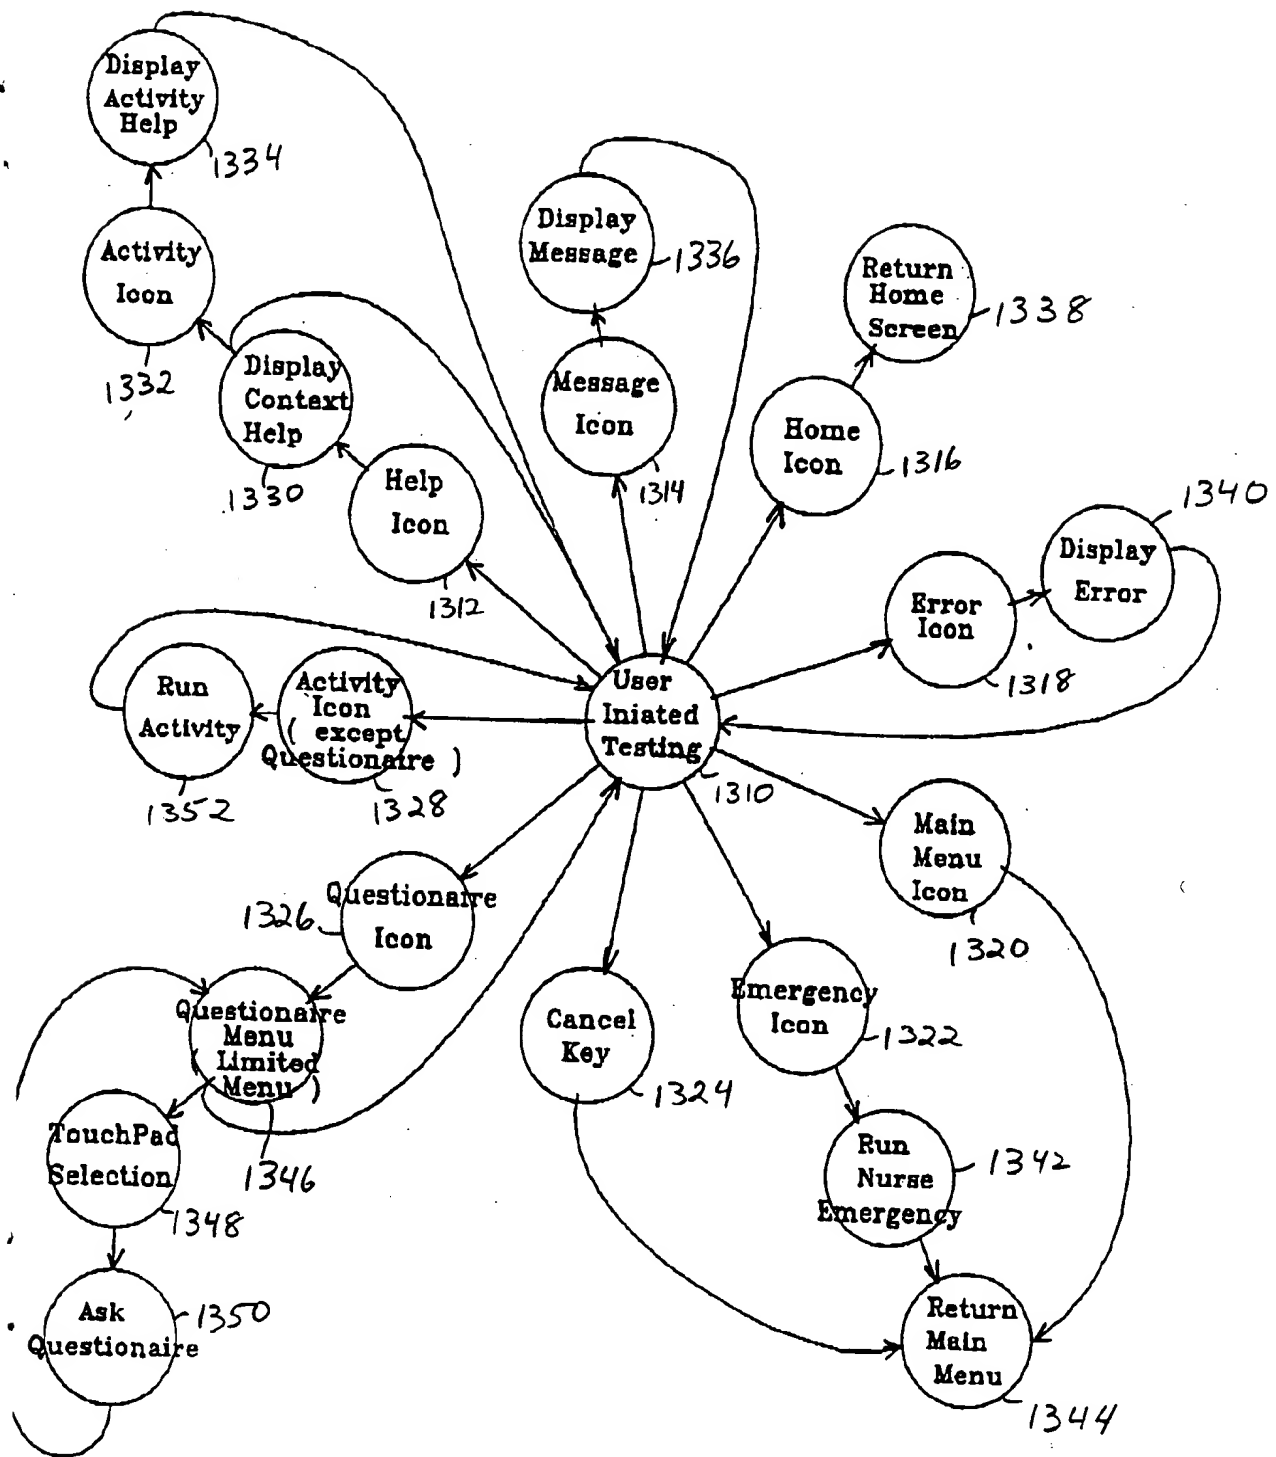 Display
Activity
Help
1334
Activity
Icon
1332
Display
Context
Help
1330
Help
Icon
1312
Display
Message
1336
Message
Icon
1314
Return
Home
Screen
1338
Home
Icon
1316
1340
Display
Error
Error
Icon
1318
Run
Activity
1352
Activity
Icon
( except
Questionaire )
1328
User
Iniated
Testing
1310
Main
Menu
Icon
1320
Questionaire
Icon
1326
Questionaire
Menu
( Limited
Menu )
1346
Cancel
Key
1324
Emergency
Icon
1322
TouchPad
Selection
1348
Run
Nurse
Emergency
1342
Ask
Questionaire
1350
Return
Main
Menu
1344